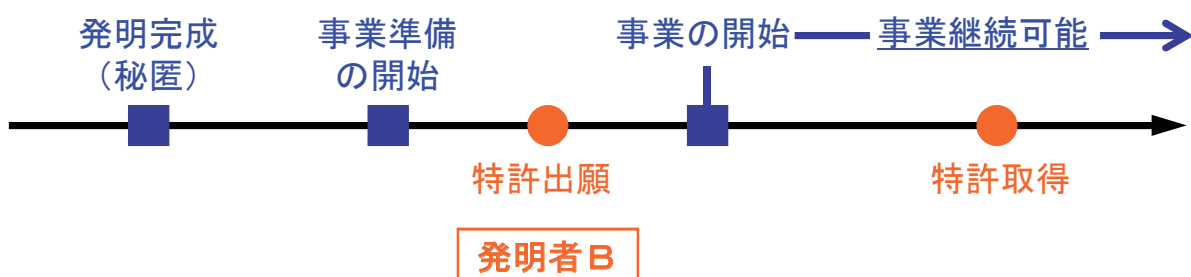 発明完成
（秘匿）
事業準備
の開始
事業の開始
事業継続可能
特許出願
特許取得
発明者B